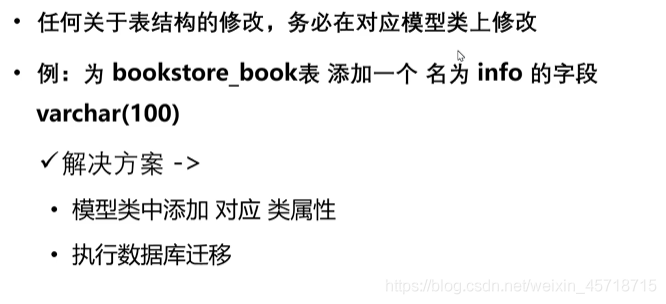 • 任何关于表结构的修改，务必在对应模型类上修改
• 例：为 bookstore_book表 添加一个 名为 info 的字段
varchar(100)
✓解决方案 ->
• 模型类中添加 对应 类属性
• 执行数据库迁移
https://blog.csdn.net/weixin_45718715